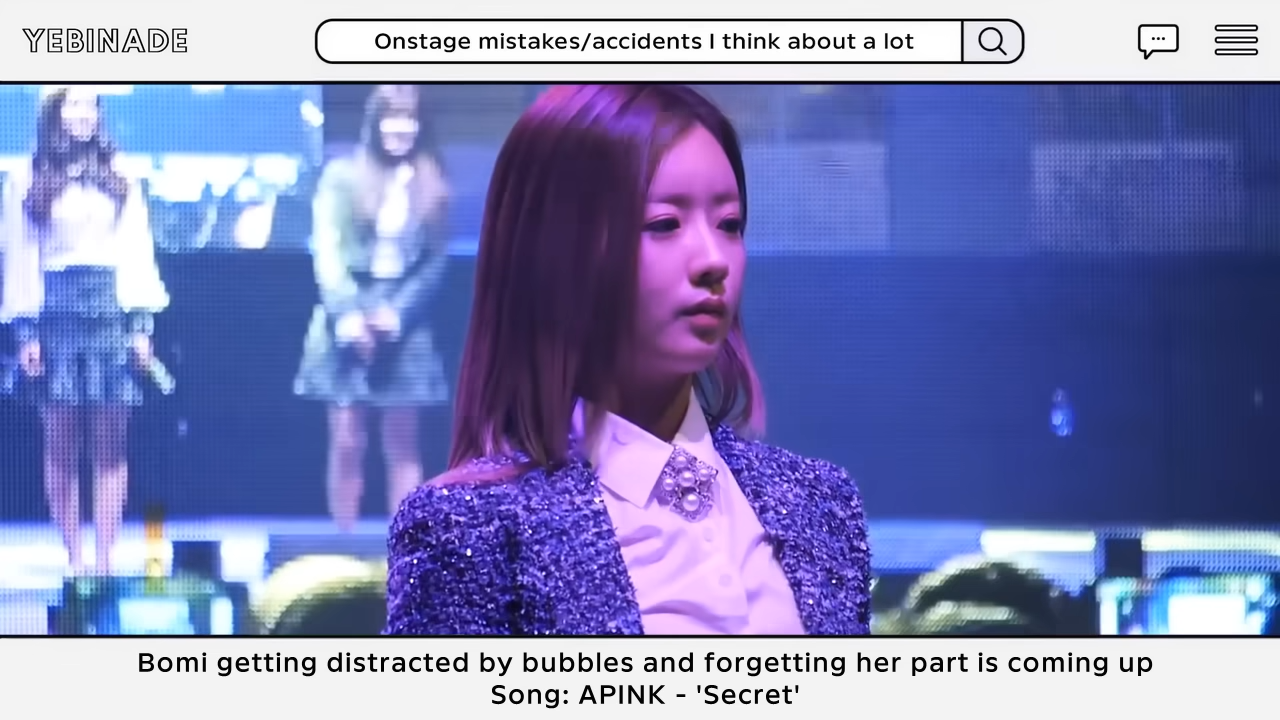 YEBINADE
Onstage mistakes/accidents I think about a lot
Bomi getting distracted by bubbles and forgetting her part is coming up
Song: APINK - 'Secret'